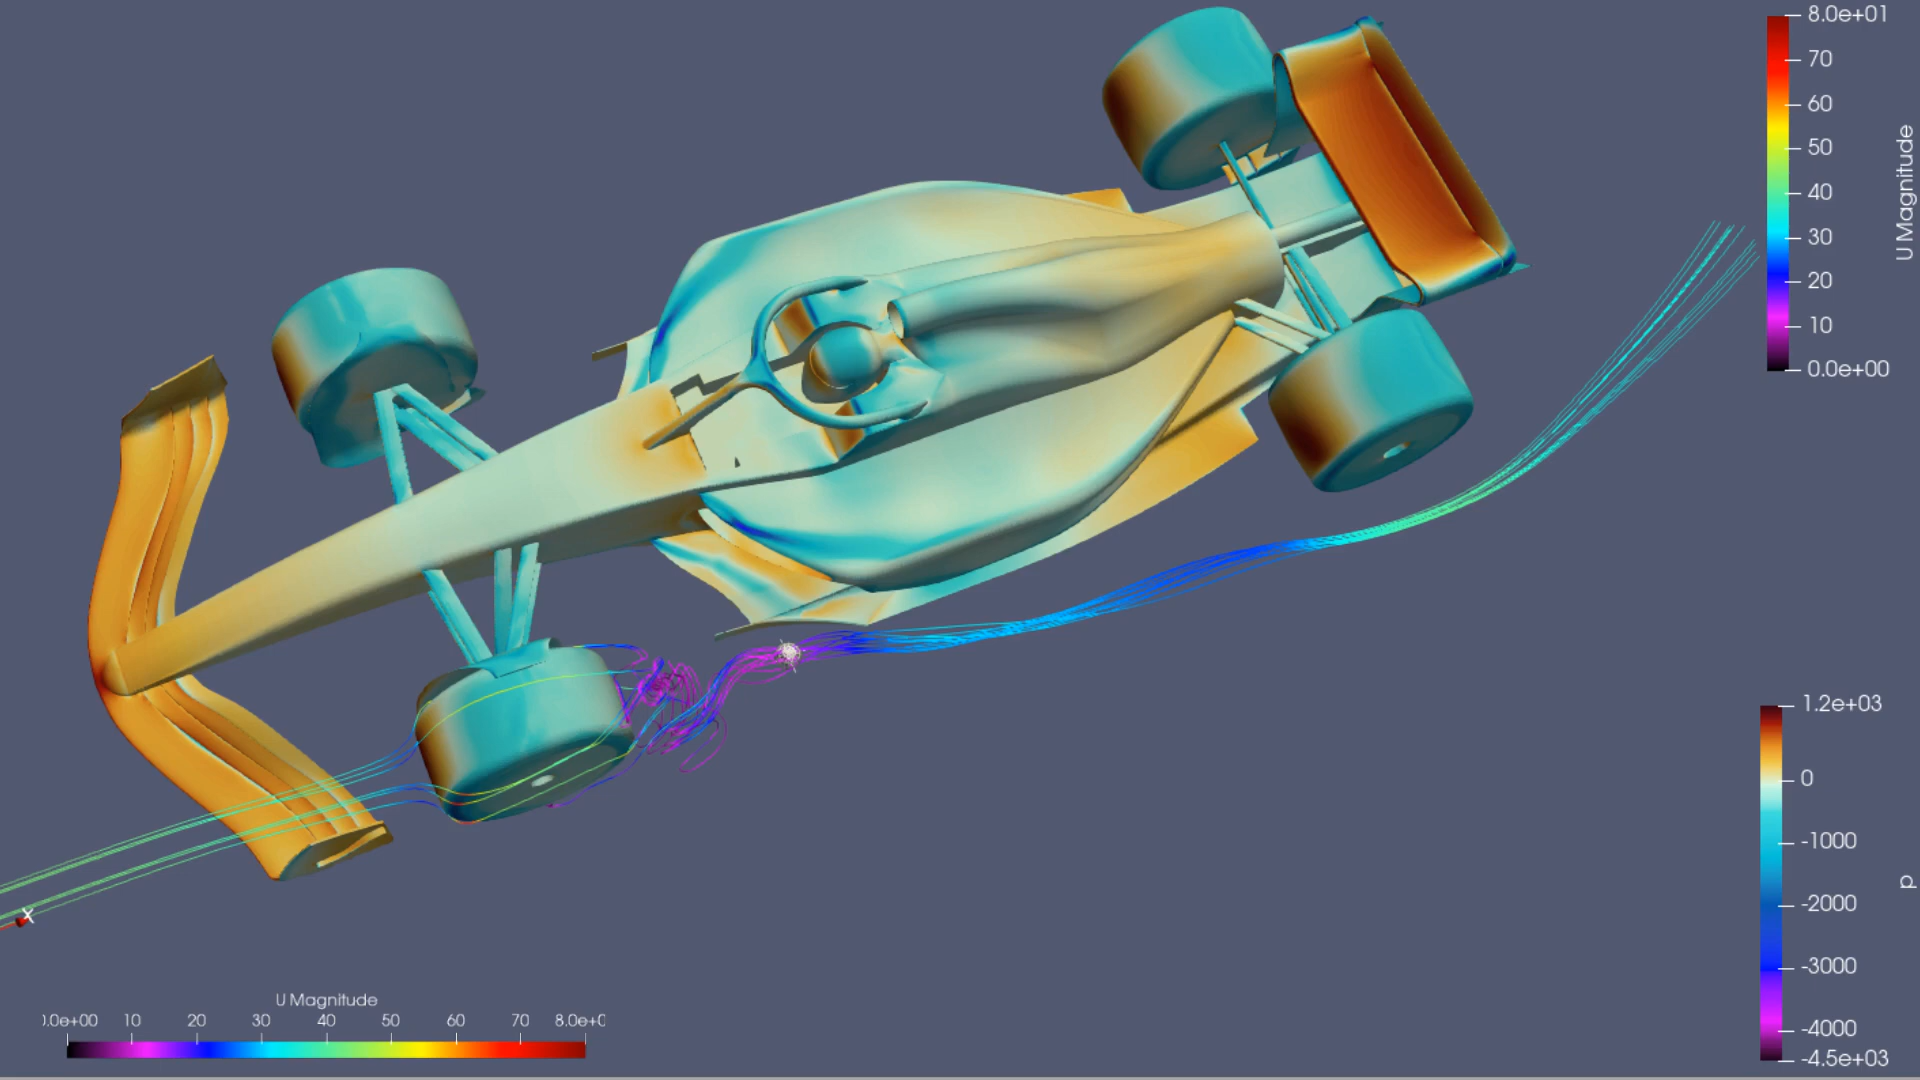 8.0e+01
70
60
50
40
30
20
10
0.0e+00
U Magnitude
1.2e+03
0
-1000
-2000
-3000
-4000
-4.5e+03
p
X
U Magnitude
0.0e+00 10 20 30 40 50 60 70 8.0e+0